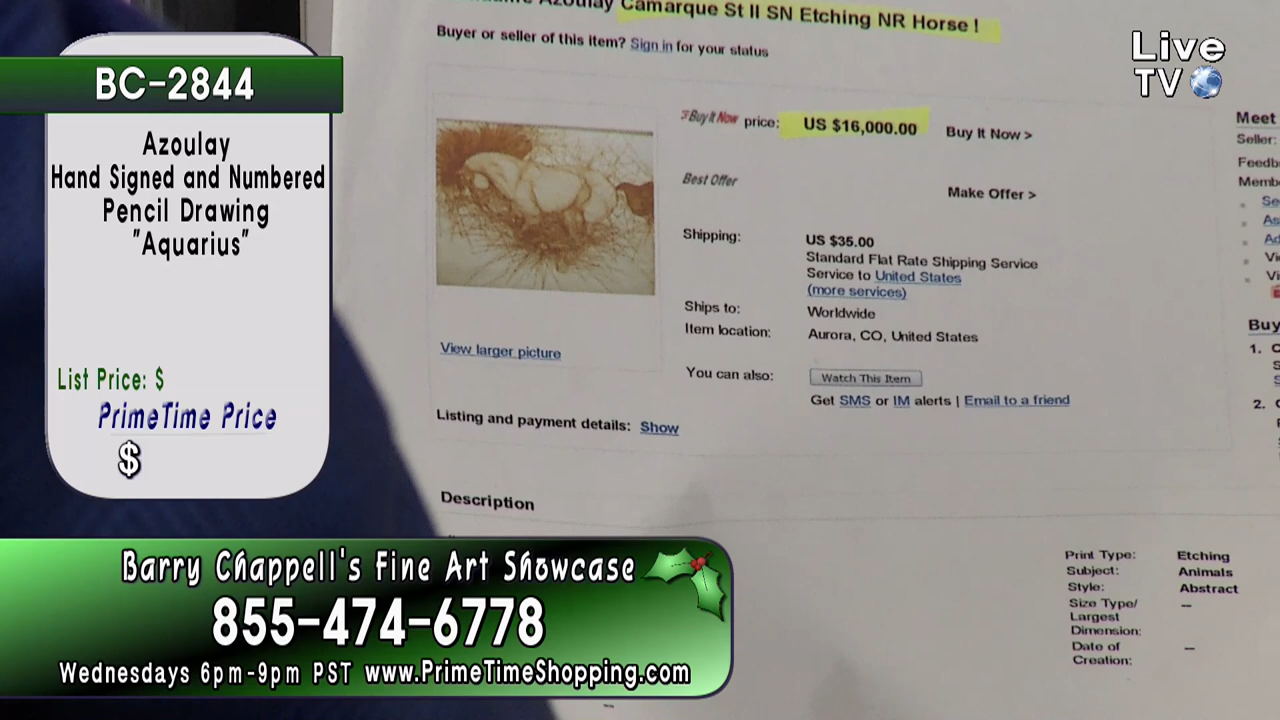 BC-2844
Azoulay
Hand Signed and Numbered
Pencil Drawing
"Aquarius"
List Price: $
PrimeTime Price
$
Barry Chappell's Fine Art Showcase
855-474-6778
Wednesdays 6pm-9pm PST www.PrimeTimeShopping.com
Live
TV
Azoulay Camarque St II SN Etching NR Horse !
Buyer or seller of this item? Sign in for your status
Buy It Now price: US $16,000.00 Buy It Now >
Best Offer Make Offer >
Shipping: US $35.00
Standard Flat Rate Shipping Service
Service to United States
(more services)
Ships to: Worldwide
Item location: Aurora, CO, United States
View larger picture
You can also: Watch This Item
Get SMS or IM alerts | Email to a friend
Listing and payment details: Show
Description
Print Type: Etching
Subject: Animals
Style: Abstract
Size Type/ --
Largest
Dimension:
Date of --
Creation:
Meet
Seller:
Feedb
Memb
Buy
1.
2.